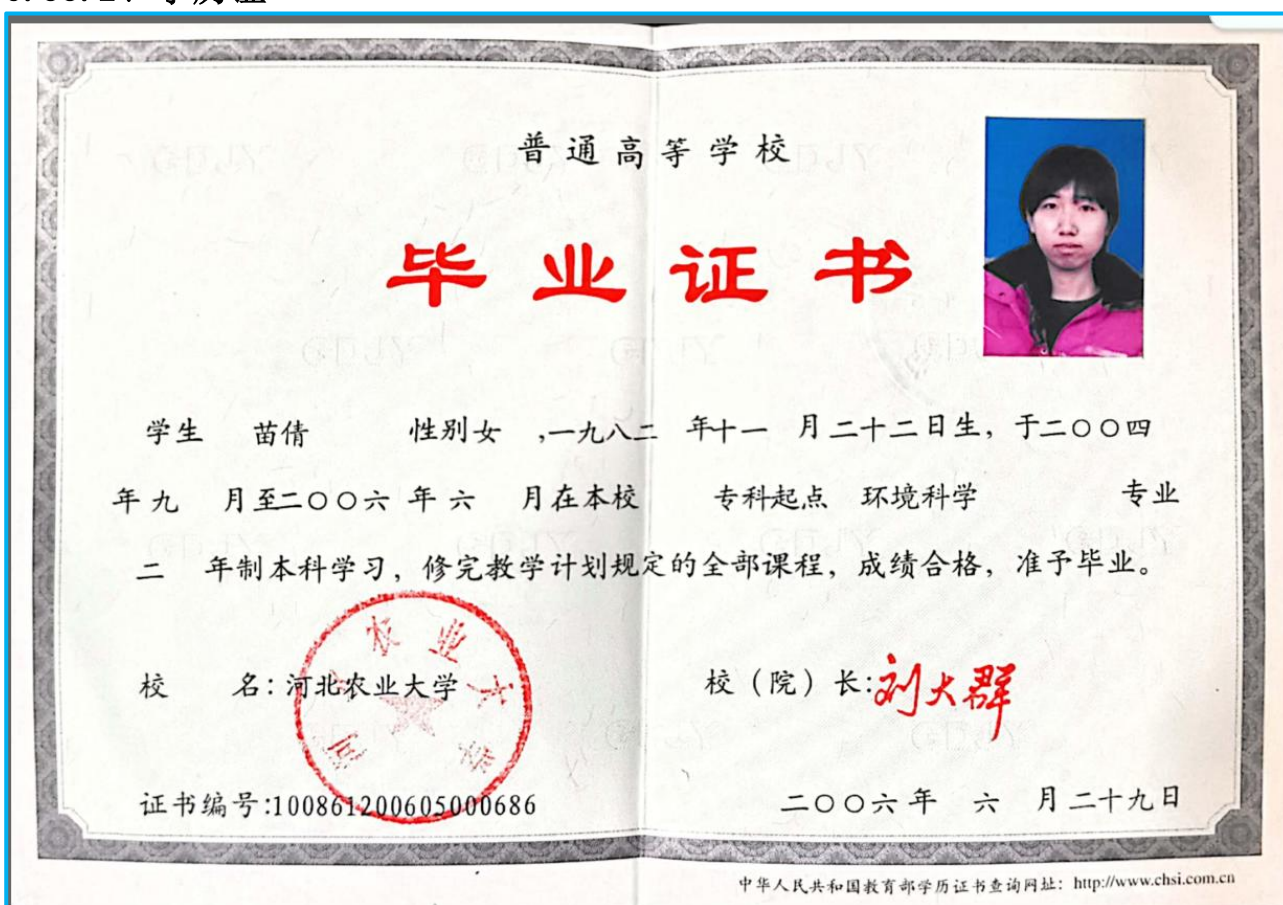 普通高等学校
毕业证书
学生 苗倩 性别女 ,一九八二 年十一 月二十二日生，于二〇〇四
年九 月至二〇〇六 年六 月在本校 专科起点 环境科学 专业
二 年制本科学习，修完教学计划规定的全部课程，成绩合格，准予毕业。
河北农业大学
校 名：河北农业大学 校（院）长：刘大群
证书编号:100861200605000686 二〇〇六年 六 月二十九日
中华人民共和国教育部学历证书查询网址：http://www.chsi.com.cn